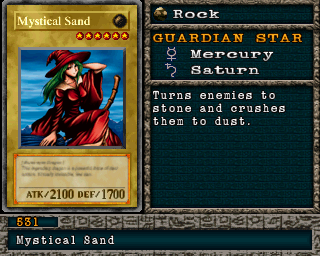 Mystical Sand
ATK/2100 DEF/1700
Rock
GUARDIAN STAR
Mercury
Saturn
Turns enemies to
stone and crushes
them to dust.
531
Mystical Sand